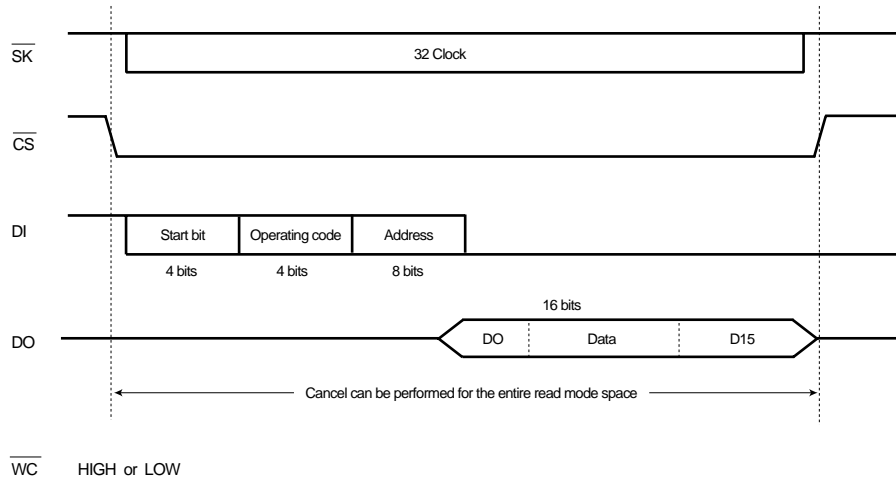 SK
32 Clock
CS
DI
Start bit
Operating code
Address
4 bits
4 bits
8 bits
16 bits
DO
DO
Data
D15
Cancel can be performed for the entire read mode space
WC HIGH or LOW